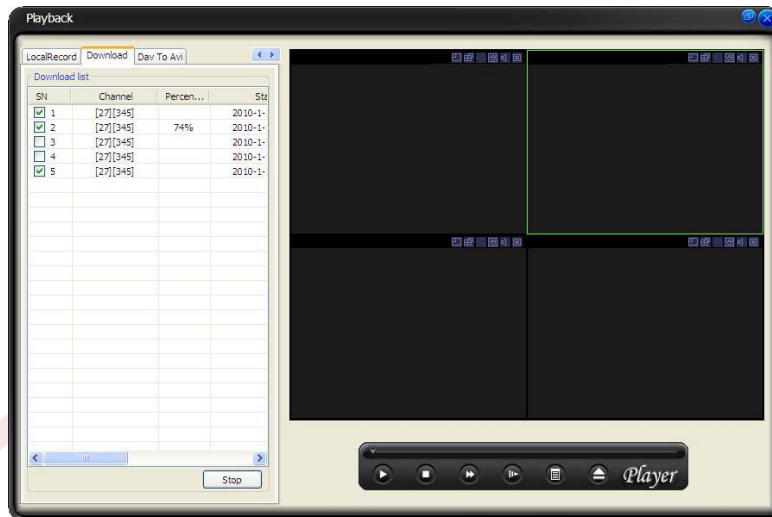 Playback
LocalRecord Download Dav To Avi
Download list
SN Channel Percen... Sta
1 [27][345] 2010-1-
2 [27][345] 74% 2010-1-
3 [27][345] 2010-1-
4 [27][345] 2010-1-
5 [27][345] 2010-1-
Stop
Player